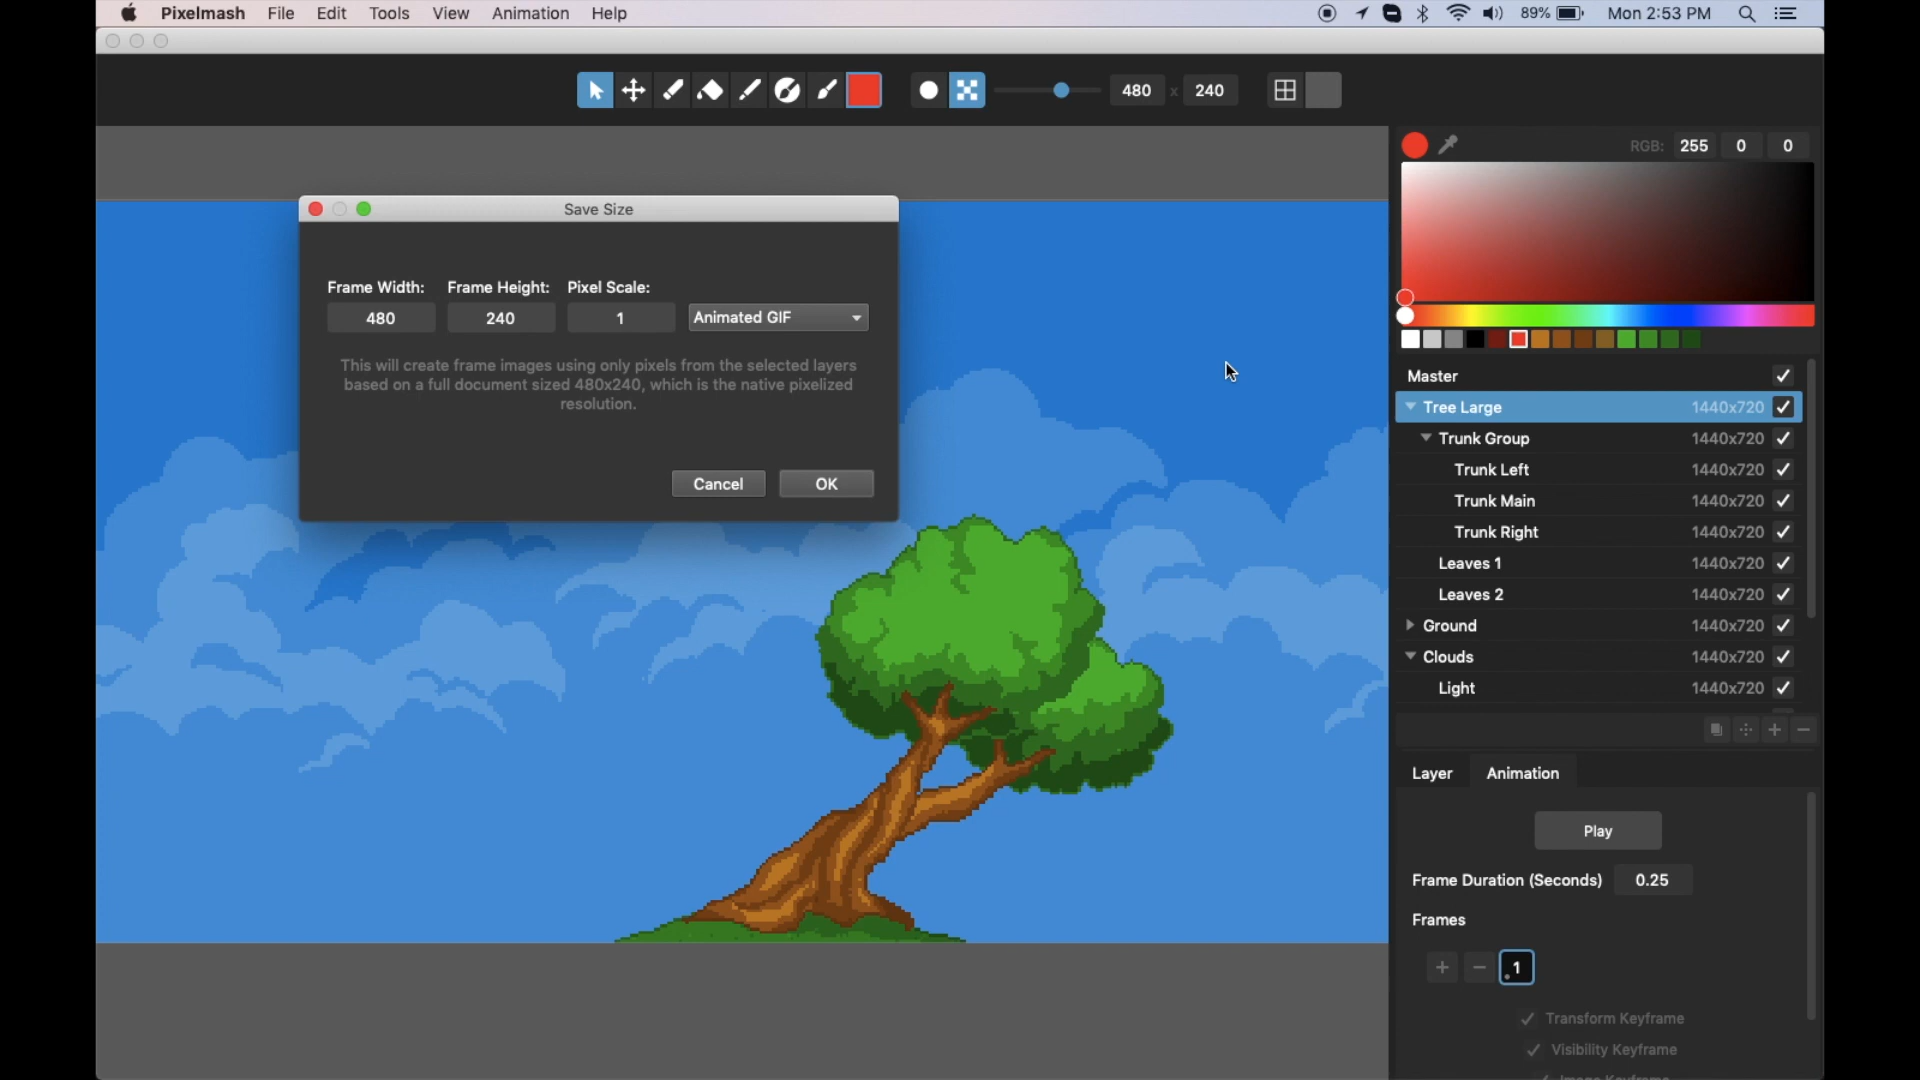 Pixelmash File Edit Tools View Animation Help 89% Mon 2:53 PM
480 x 240
RGB: 255 0 0
Save Size
Frame Width: Frame Height: Pixel Scale:
480 240 1 Animated GIF
This will create frame images using only pixels from the selected layers
based on a full document sized 480x240, which is the native pixelized
resolution.
Cancel OK
Master
Tree Large 1440x720
Trunk Group 1440x720
Trunk Left 1440x720
Trunk Main 1440x720
Trunk Right 1440x720
Leaves 1 1440x720
Leaves 2 1440x720
Ground 1440x720
Clouds 1440x720
Light 1440x720
Layer Animation
Play
Frame Duration (Seconds) 0.25
Frames
+ − 1
Transform Keyframe
Visibility Keyframe